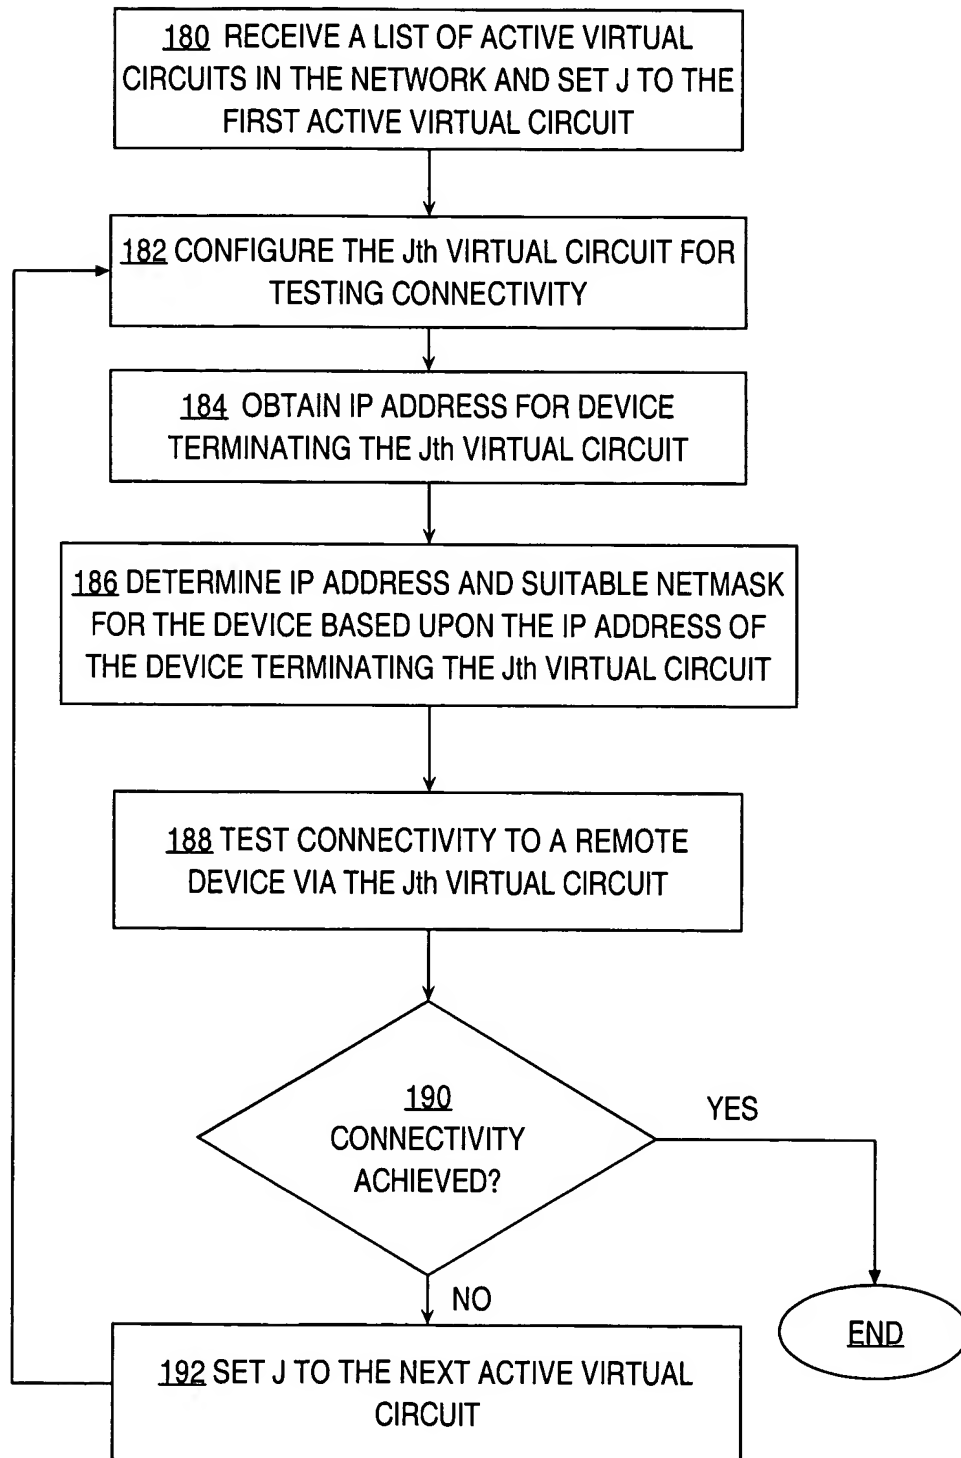 180 RECEIVE A LIST OF ACTIVE VIRTUAL
CIRCUITS IN THE NETWORK AND SET J TO THE
FIRST ACTIVE VIRTUAL CIRCUIT
182 CONFIGURE THE Jth VIRTUAL CIRCUIT FOR
TESTING CONNECTIVITY
184 OBTAIN IP ADDRESS FOR DEVICE
TERMINATING THE Jth VIRTUAL CIRCUIT
186 DETERMINE IP ADDRESS AND SUITABLE NETMASK
FOR THE DEVICE BASED UPON THE IP ADDRESS OF
THE DEVICE TERMINATING THE Jth VIRTUAL CIRCUIT
188 TEST CONNECTIVITY TO A REMOTE
DEVICE VIA THE Jth VIRTUAL CIRCUIT
190
CONNECTIVITY
ACHIEVED?
YES
NO
END
192 SET J TO THE NEXT ACTIVE VIRTUAL
CIRCUIT